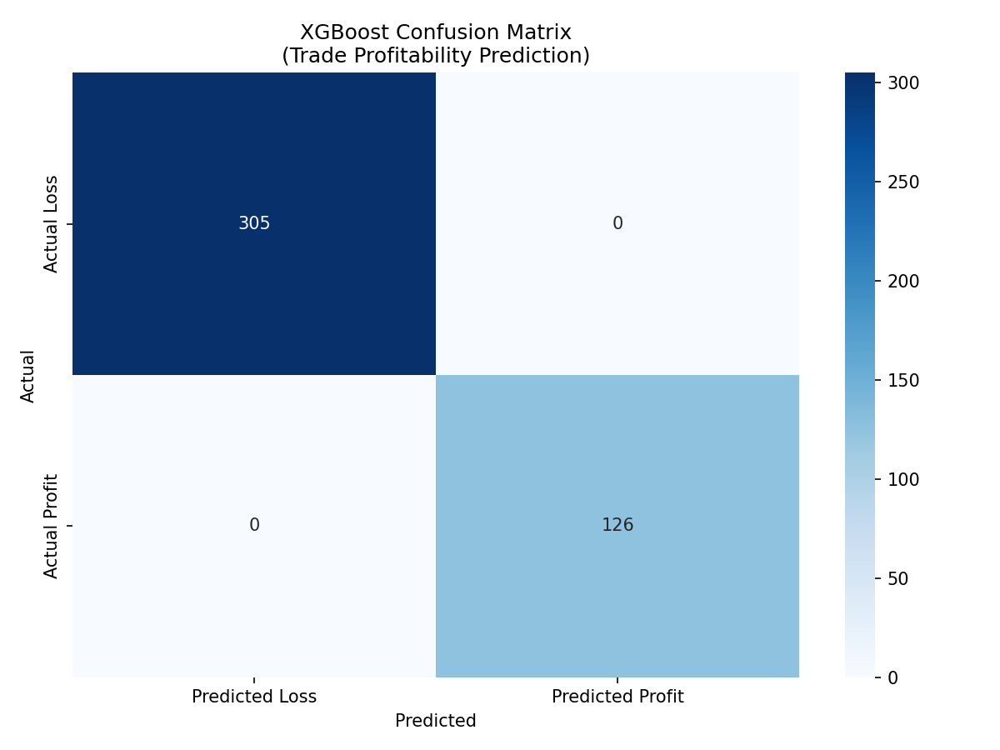 XGBoost Confusion Matrix
(Trade Profitability Prediction)
Actual
Actual Loss
305
0
Actual Profit
0
126
Predicted Loss
Predicted Profit
Predicted
300
250
200
150
100
50
0